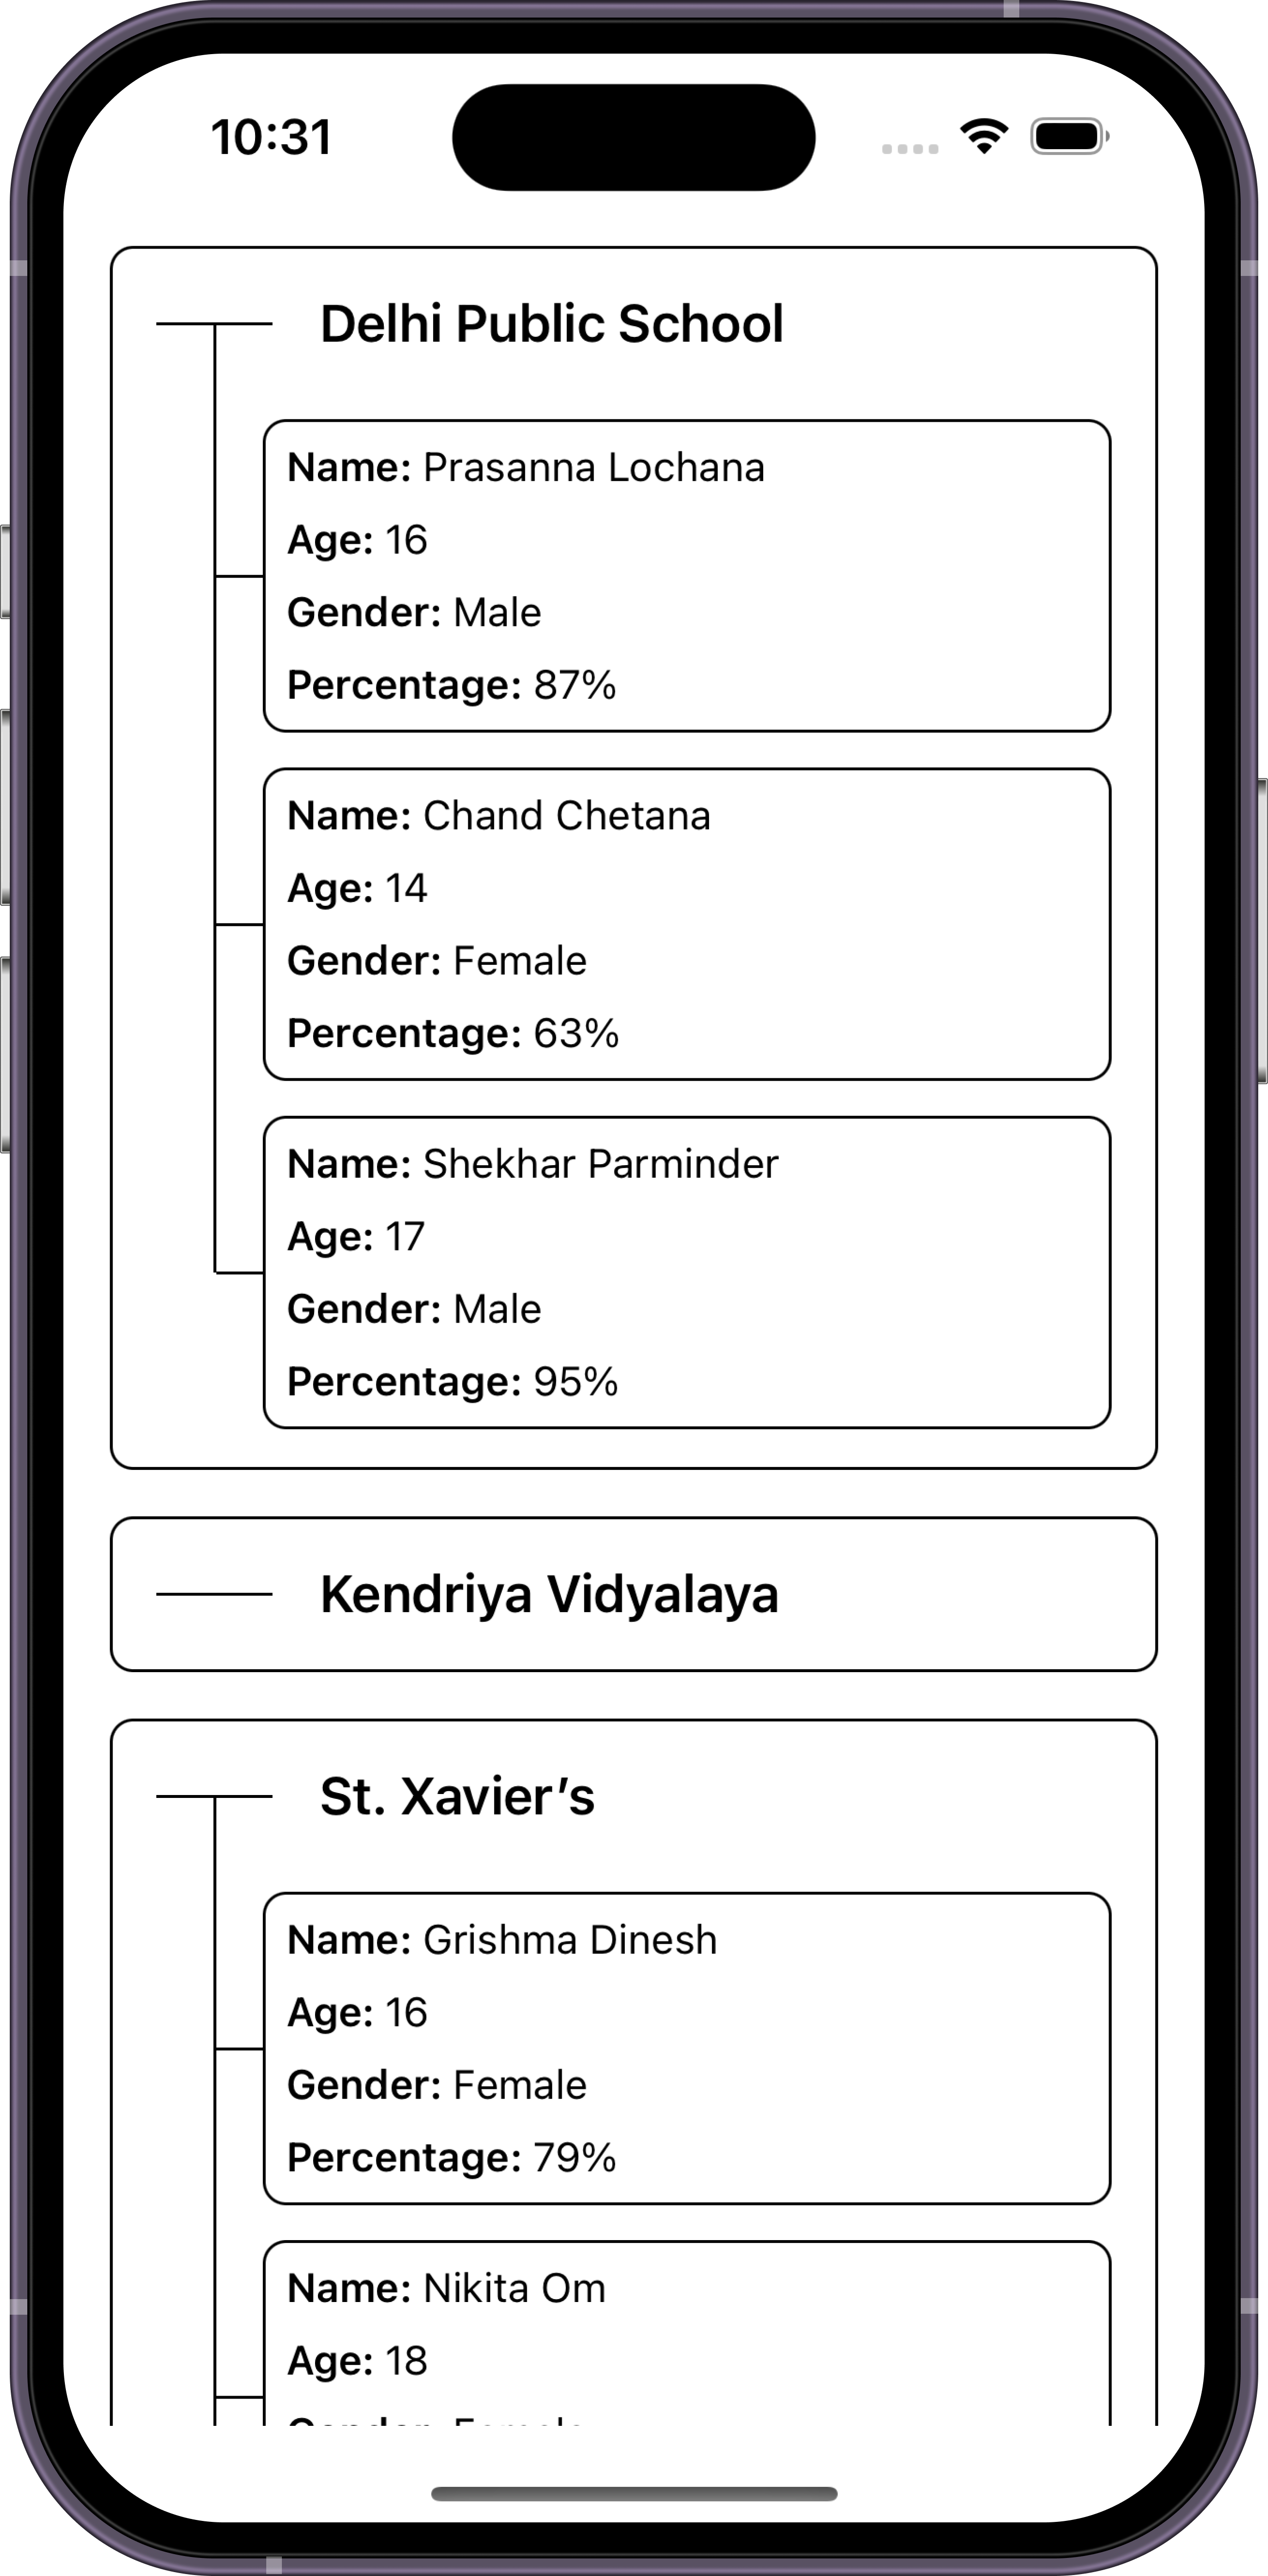 10:31
Delhi Public School
Name: Prasanna Lochana
Age: 16
Gender: Male
Percentage: 87%
Name: Chand Chetana
Age: 14
Gender: Female
Percentage: 63%
Name: Shekhar Parminder
Age: 17
Gender: Male
Percentage: 95%
Kendriya Vidyalaya
St. Xavier’s
Name: Grishma Dinesh
Age: 16
Gender: Female
Percentage: 79%
Name: Nikita Om
Age: 18